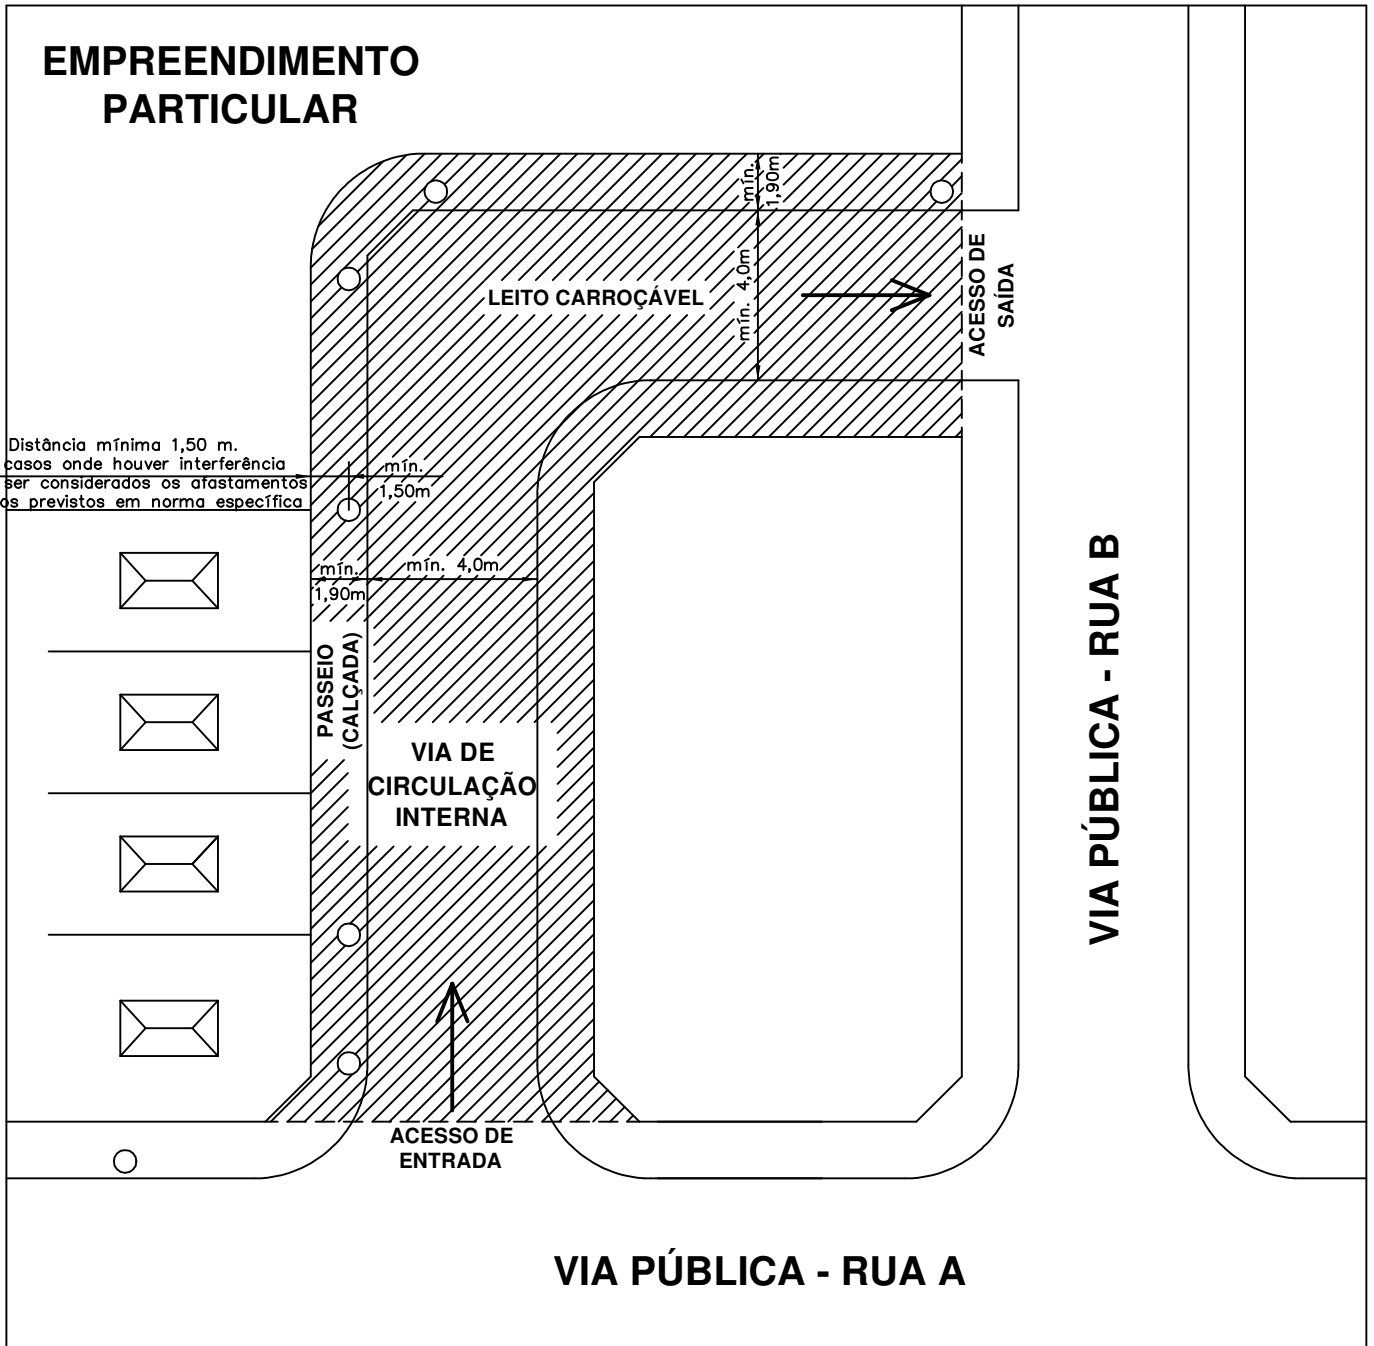 EMPREENDIMENTO
PARTICULAR
mín.
1,90m
mín. 4,0m
LEITO CARROÇÁVEL
ACESSO DE
SAÍDA
Distância mínima 1,50 m.
casos onde houver interferência
ser considerados os afastamentos
os previstos em norma específica
mín.
1,50m
mín.
1,90m
mín. 4,0m
PASSEIO
(CALÇADA)
VIA DE
CIRCULAÇÃO
INTERNA
VIA PÚBLICA - RUA B
ACESSO DE
ENTRADA
VIA PÚBLICA - RUA A